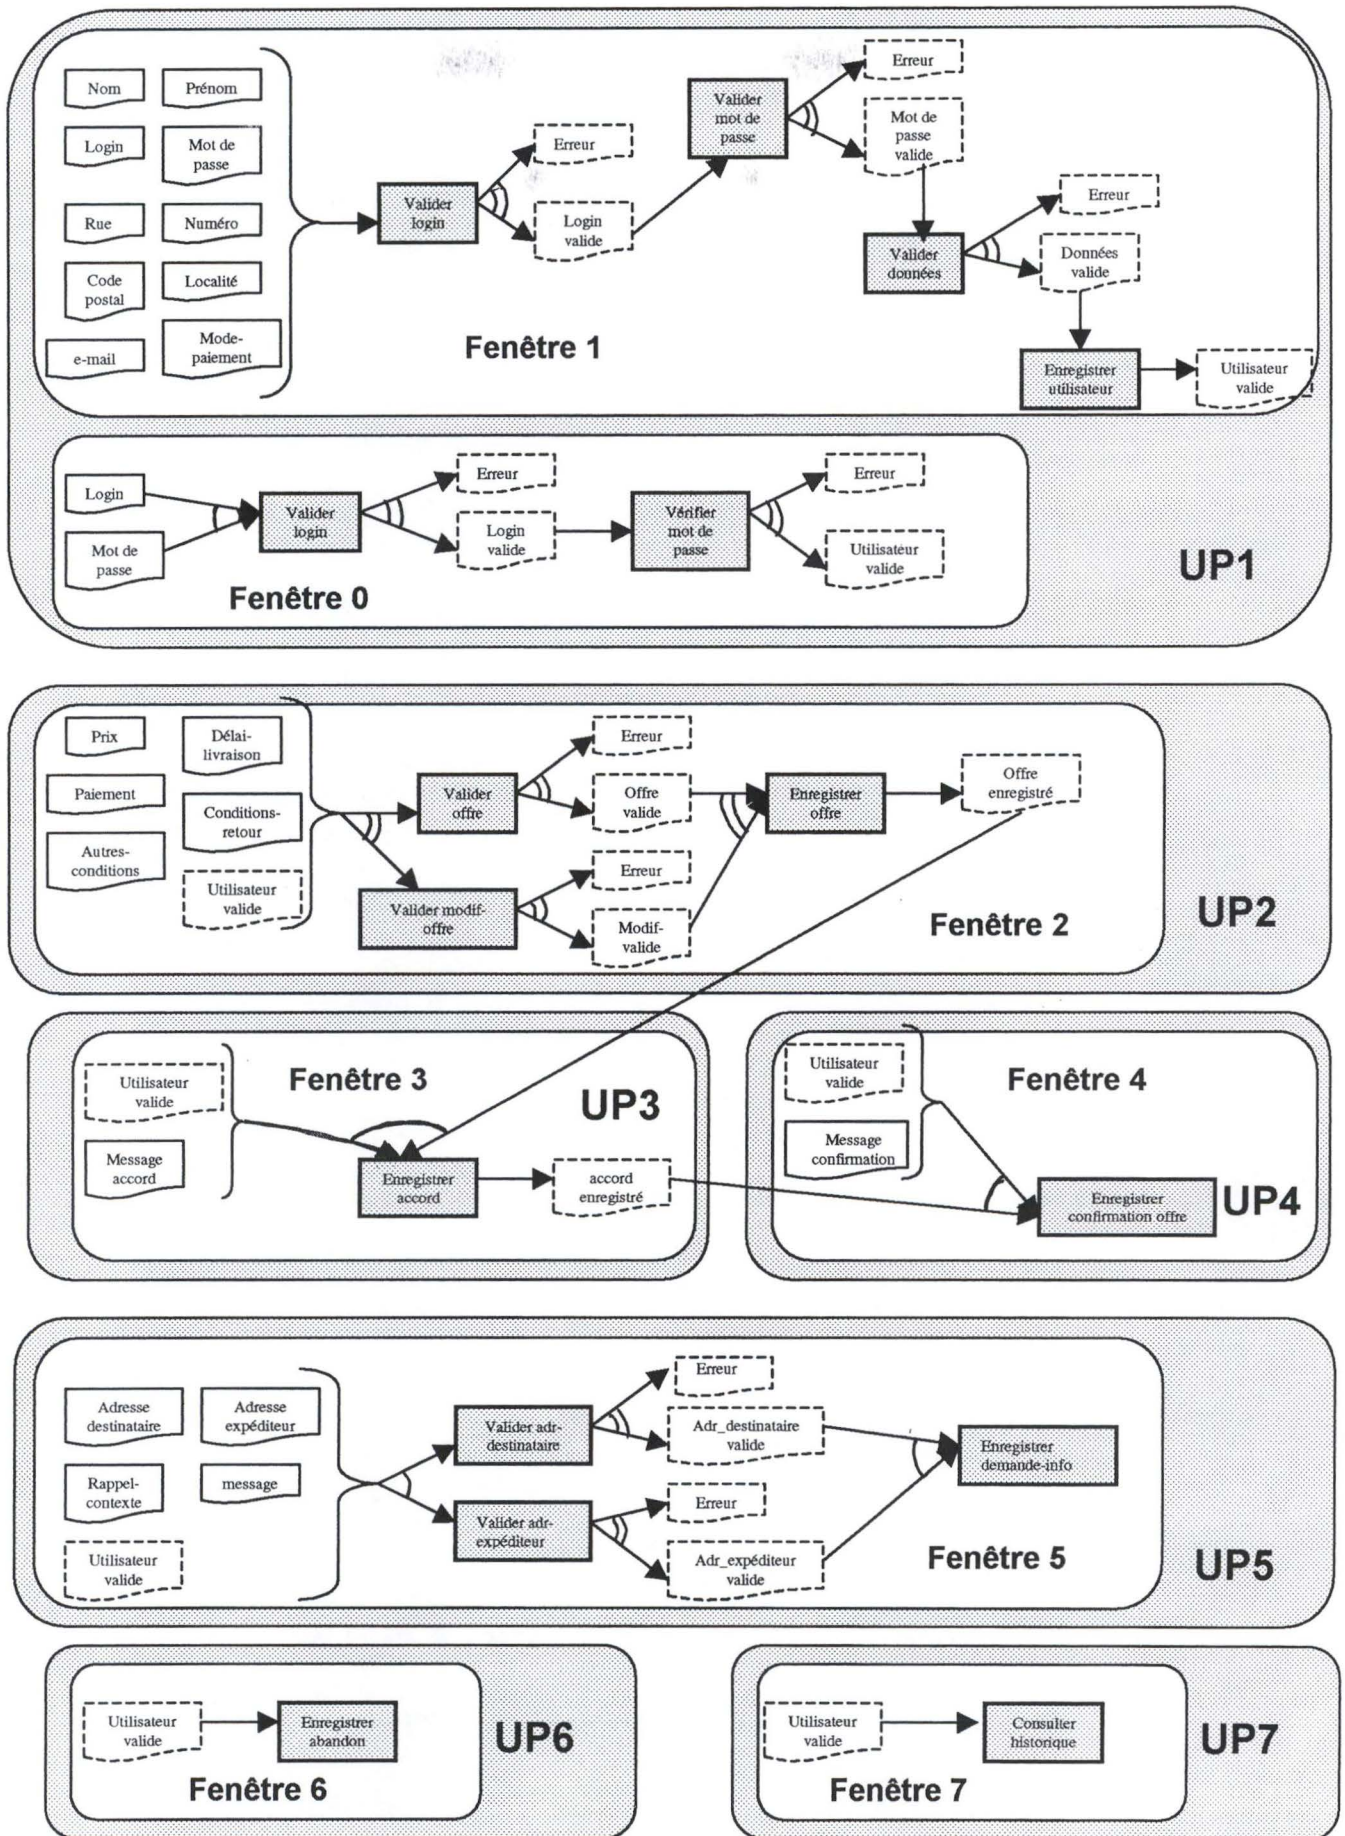 Nom
Prénom
Login
Mot de
passe
Rue
Numéro
Code
postal
Localité
e-mail
Mode-
paiement
Valider
login
Erreur
Login
valide
Valider
mot de
passe
Erreur
Mot de
passe
valide
Valider
données
Erreur
Données
valide
Enregistrer
utilisateur
Utilisateur
valide
Fenêtre 1
Login
Mot de
passe
Valider
login
Erreur
Login
valide
Vérifier
mot de
passe
Erreur
Utilisateur
valide
Fenêtre 0
UP1
Prix
Délai-
livraison
Paiement
Conditions-
retour
Autres-
conditions
Utilisateur
valide
Valider
offre
Erreur
Offre
valide
Enregistrer
offre
Offre
enregistré
Valider modif-
offre
Erreur
Modif-
valide
Fenêtre 2
UP2
Utilisateur
valide
Message
accord
Fenêtre 3
UP3
Enregistrer
accord
accord
enregistré
Utilisateur
valide
Message
confirmation
Fenêtre 4
Enregistrer
confirmation offre
UP4
Adresse
destinataire
Adresse
expéditeur
Rappel-
contexte
message
Utilisateur
valide
Valider adr-
destinataire
Erreur
Adr_destinataire
valide
Valider adr-
expéditeur
Erreur
Adr_expéditeur
valide
Enregistrer
demande-info
Fenêtre 5
UP5
Utilisateur
valide
Enregistrer
abandon
Fenêtre 6
UP6
Utilisateur
valide
Consulter
historique
Fenêtre 7
UP7